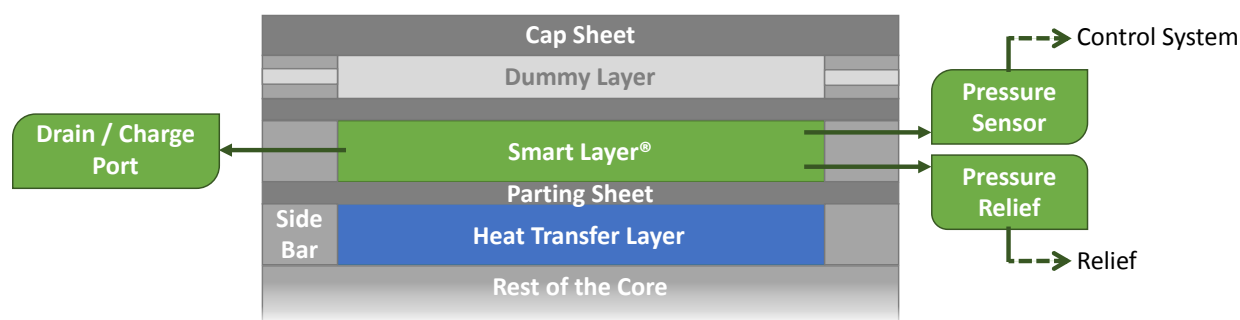 Cap Sheet
Control System
Dummy Layer
Pressure
Sensor
Drain / Charge
Port
Smart Layer®
Pressure
Relief
Parting Sheet
Side
Bar
Heat Transfer Layer
Relief
Rest of the Core